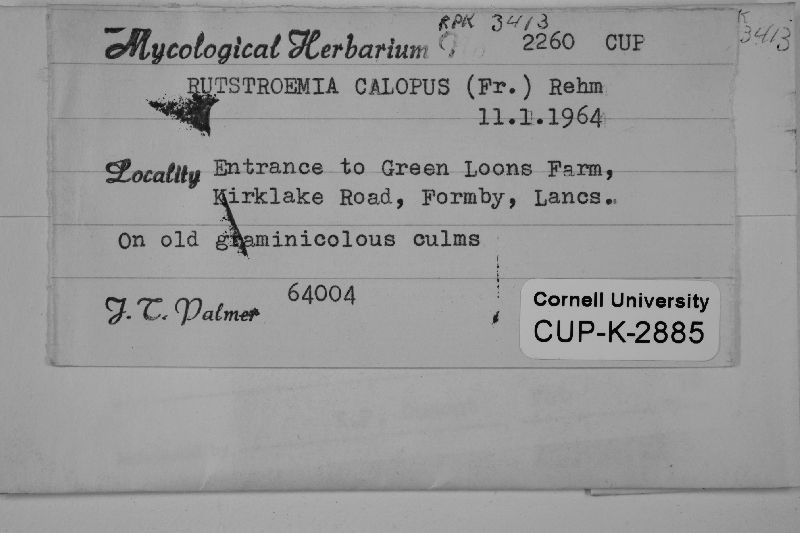 RPK 3413
K 3413
Mycological Herbarium 2260 CUP
RUTSTROEMIA CALOPUS (Fr.) Rehm
11.1.1964
Locality Entrance to Green Loons Farm,
Kirklake Road, Formby, Lancs.
On old graminicolous culms
J. T. Palmer 64004
Cornell University
CUP-K-2885